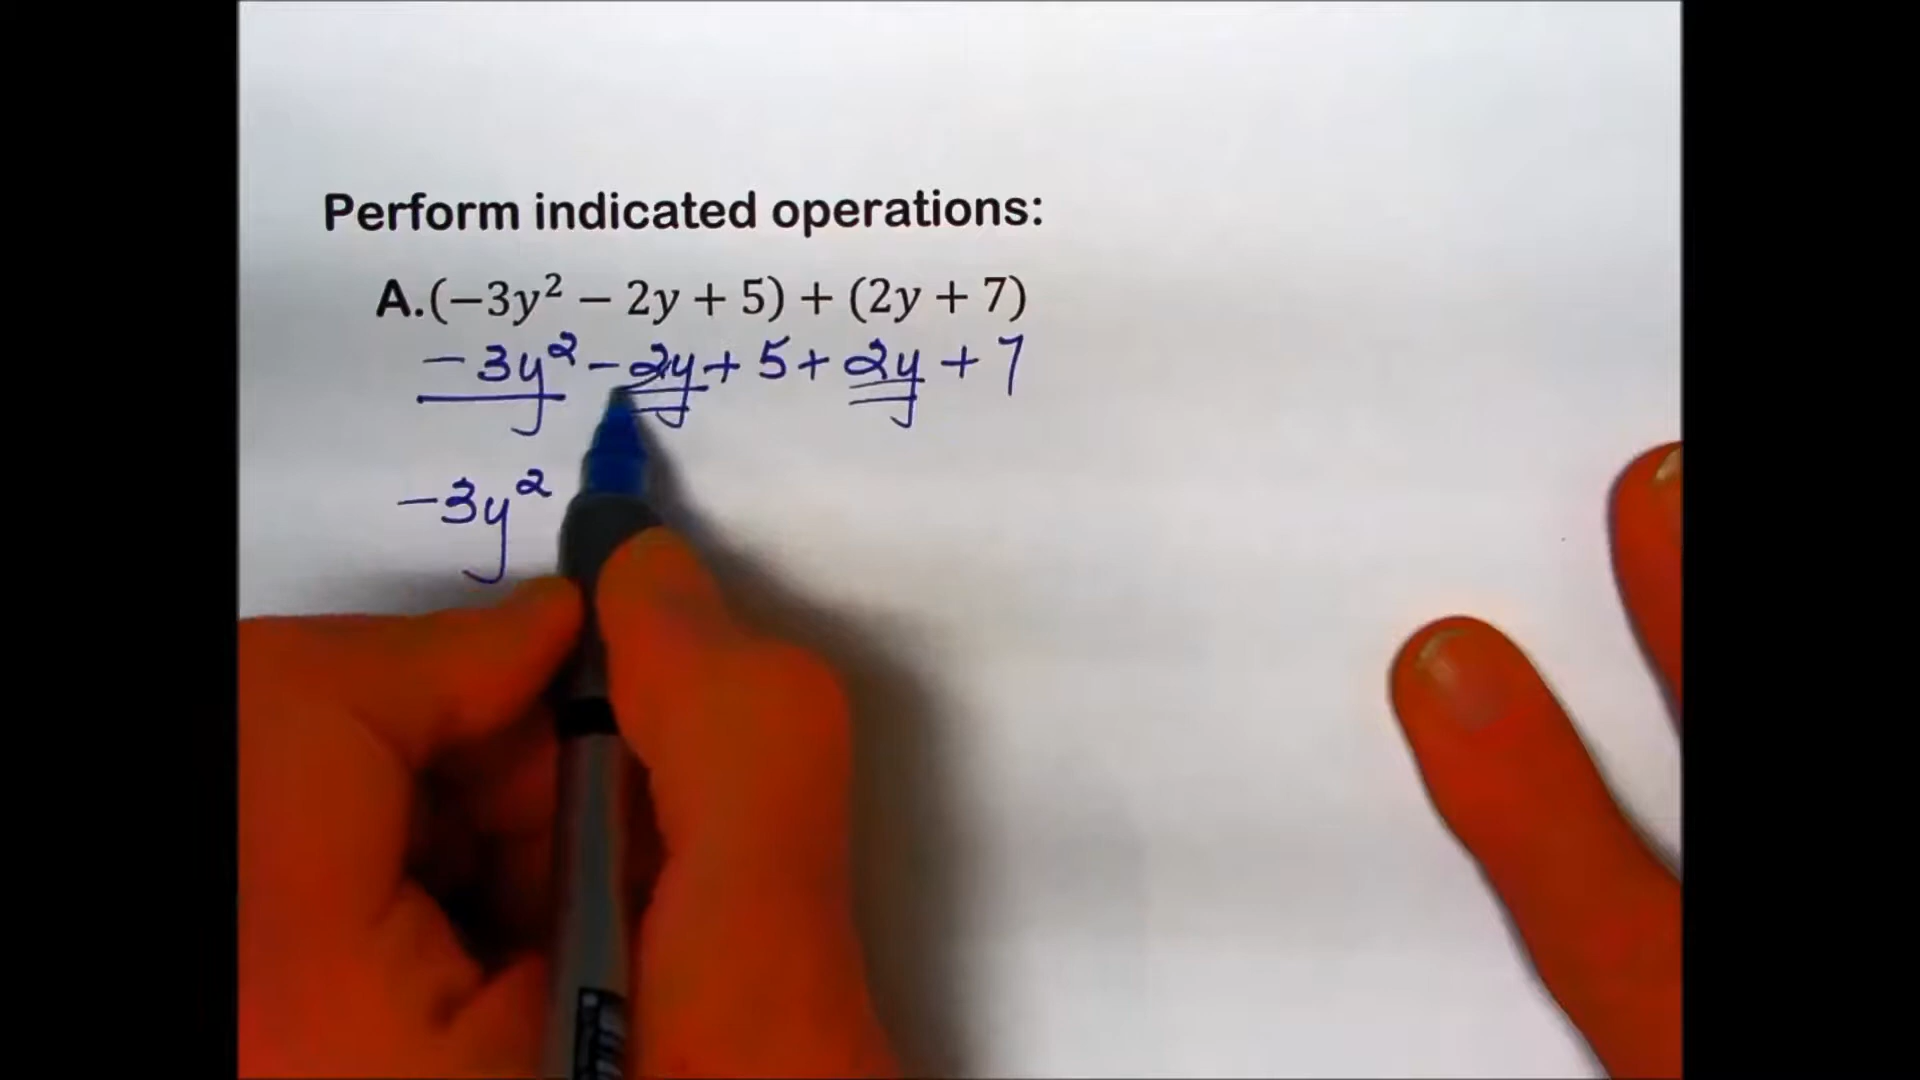 Perform indicated operations:
A.(−3y² − 2y + 5) + (2y + 7)
-3y² - 2y + 5 + 2y + 7
-3y²